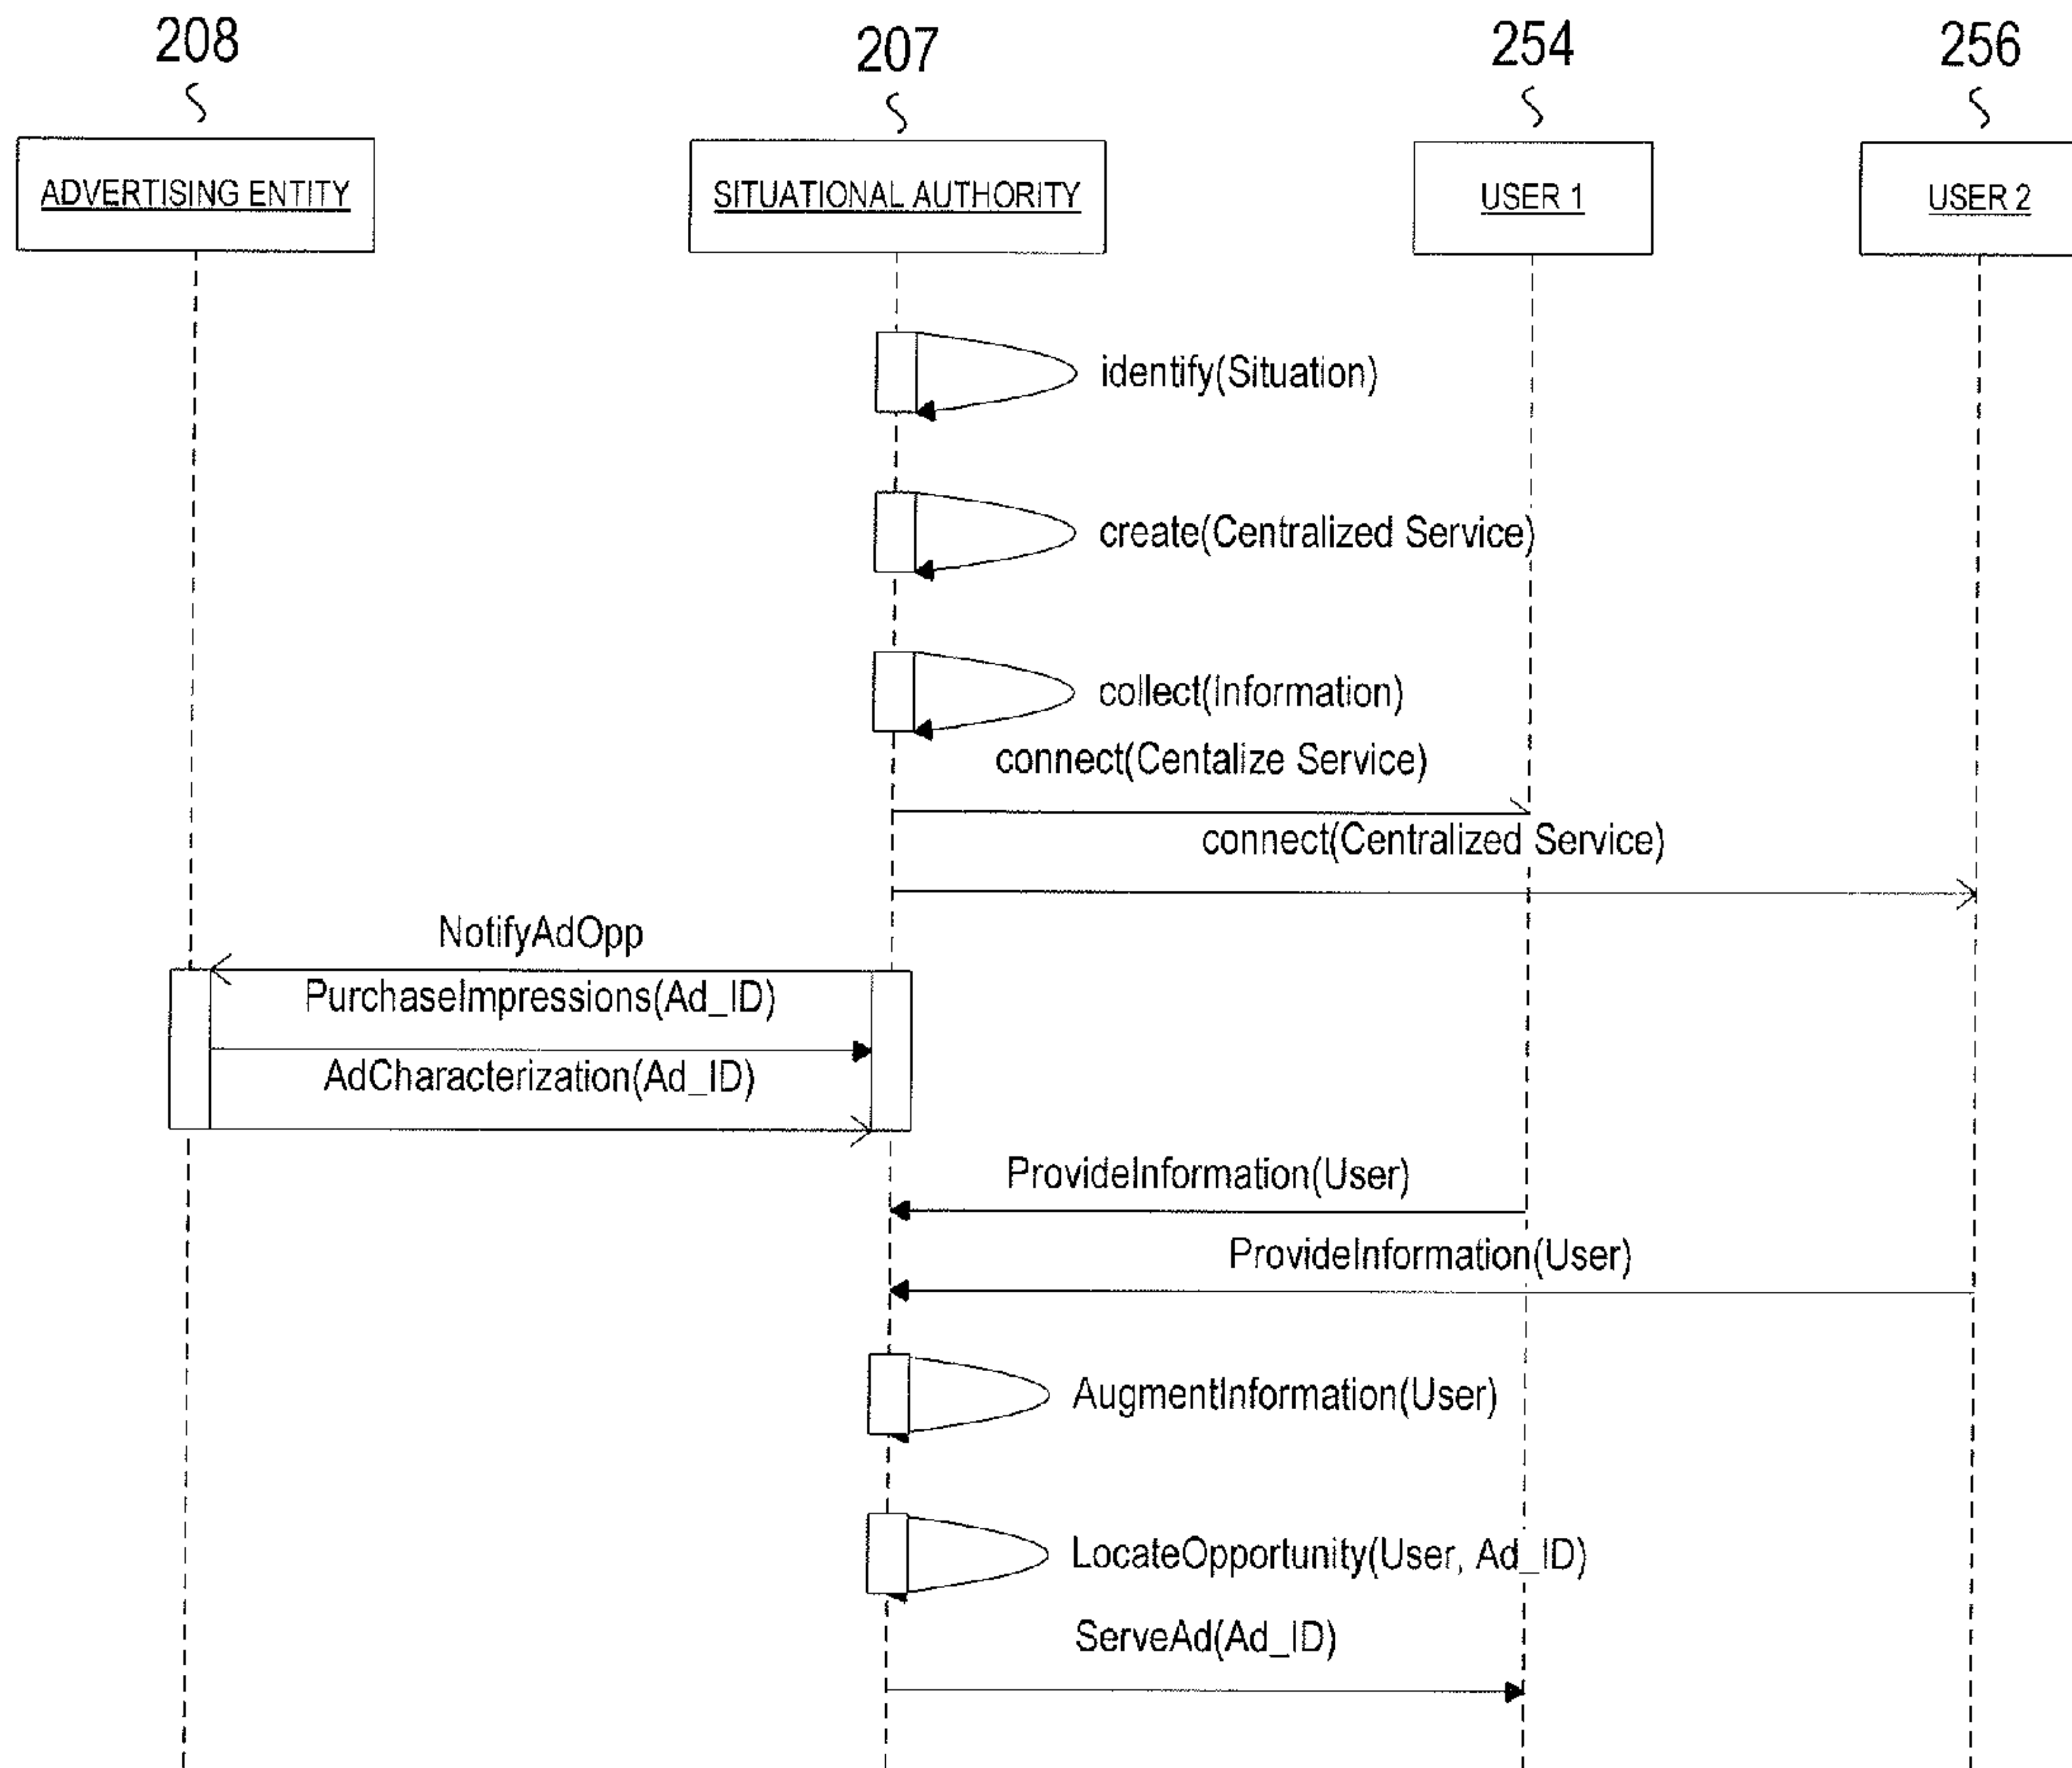 208
207
254
256
ADVERTISING ENTITY
SITUATIONAL AUTHORITY
USER 1
USER 2
identify(Situation)
create(Centralized Service)
collect(Information)
connect(Centalize Service)
connect(Centralized Service)
NotifyAdOpp
PurchaseImpressions(Ad_ID)
AdCharacterization(Ad_ID)
ProvideInformation(User)
ProvideInformation(User)
AugmentInformation(User)
LocateOpportunity(User, Ad_ID)
ServeAd(Ad_ID)